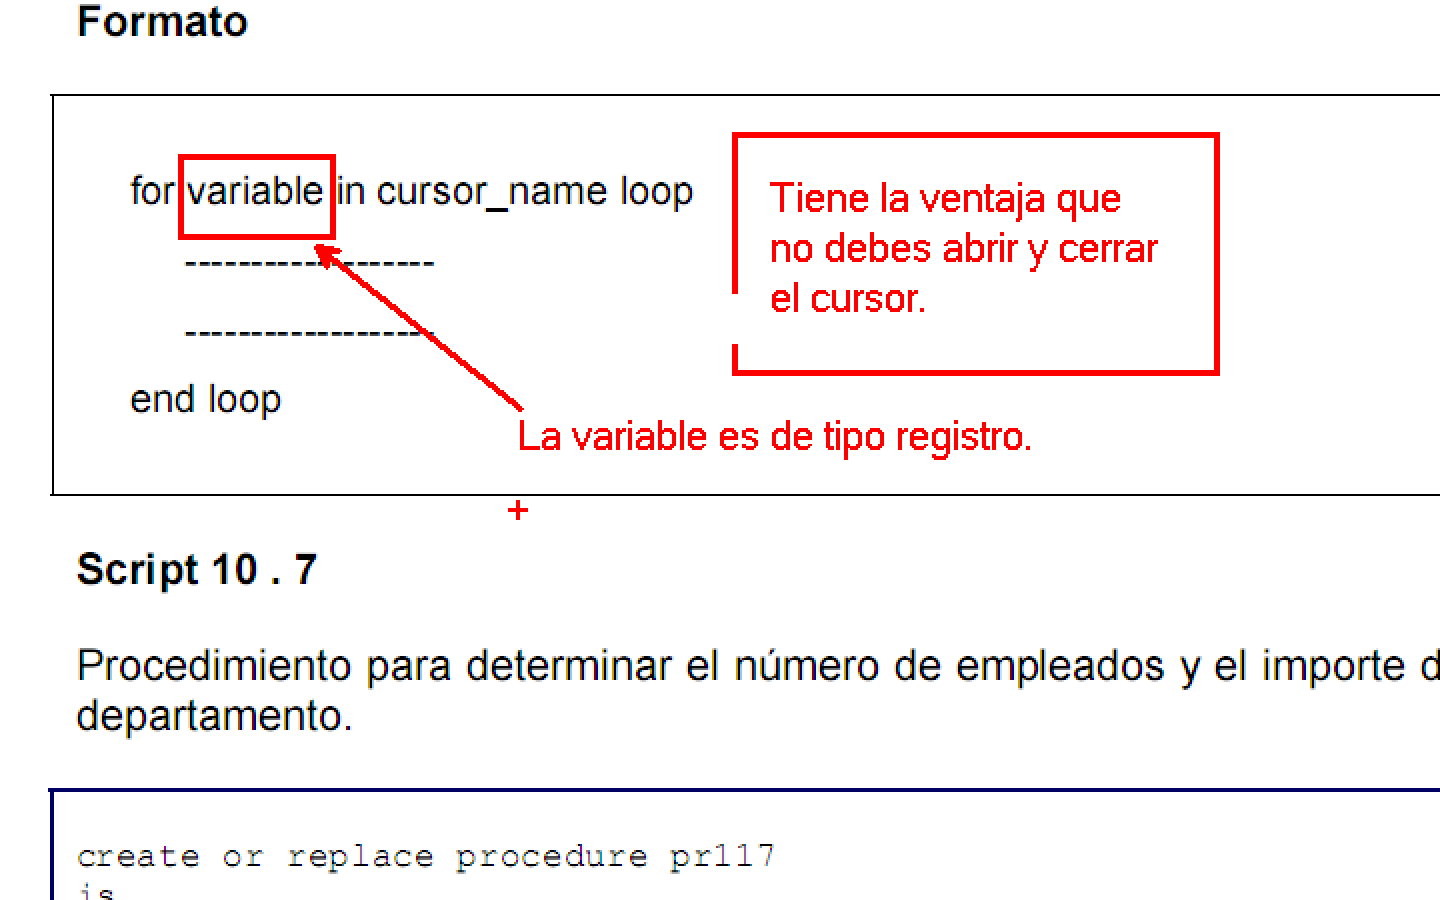 Formato
for variable in cursor_name loop
Tiene la ventaja que
no debes abrir y cerrar
el cursor.
-------------------
-------------------
end loop
La variable es de tipo registro.
Script 10 . 7
Procedimiento para determinar el número de empleados y el importe d
departamento.
create or replace procedure pr117
is